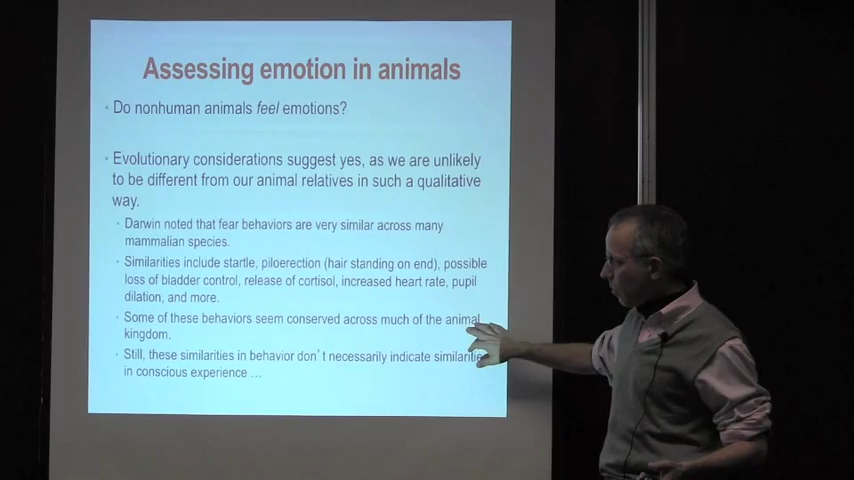 Assessing emotion in animals
• Do nonhuman animals feel emotions?
• Evolutionary considerations suggest yes, as we are unlikely
to be different from our animal relatives in such a qualitative
way.
• Darwin noted that fear behaviors are very similar across many
mammalian species.
• Similarities include startle, piloerection (hair standing on end), possible
loss of bladder control, release of cortisol, increased heart rate, pupil
dilation, and more.
• Some of these behaviors seem conserved across much of the animal
kingdom.
• Still, these similarities in behavior don't necessarily indicate similarities
in conscious experience …